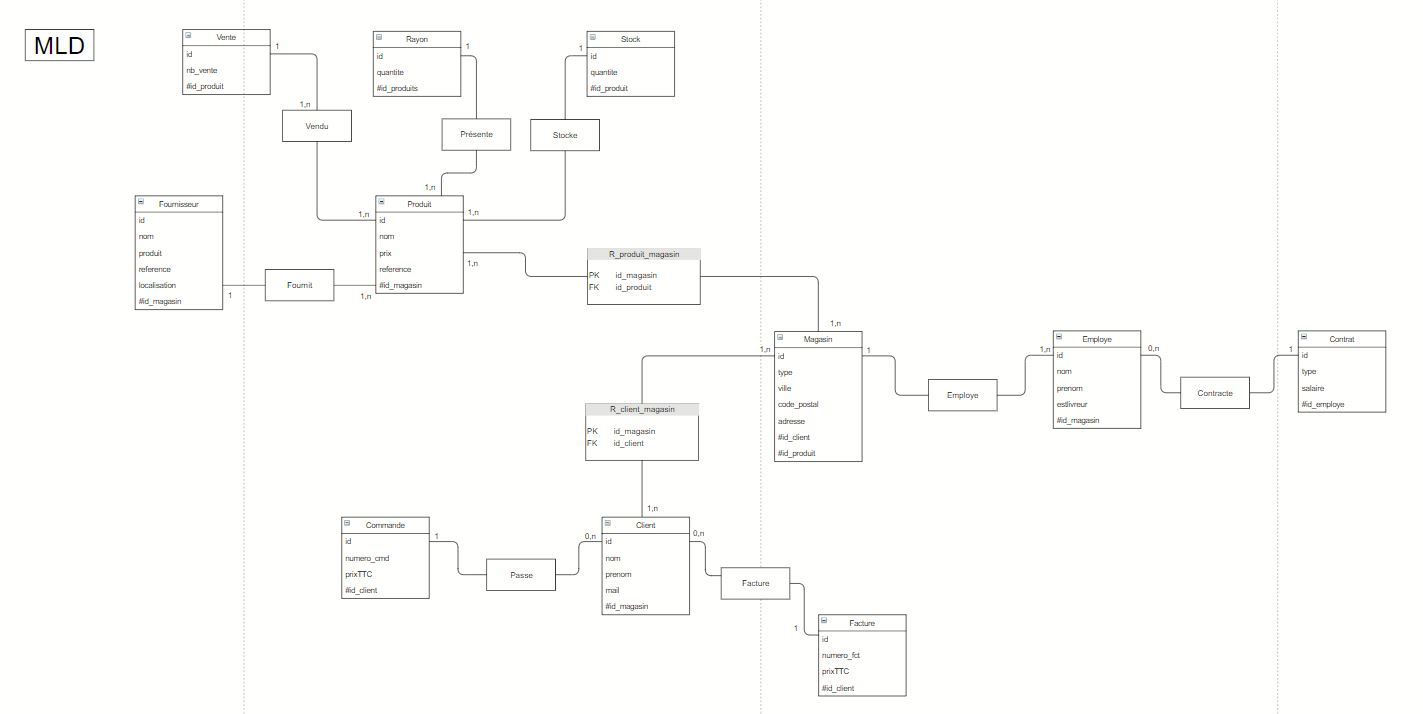 MLD
Vente
id
nb_vente
#id_produit
1
1,n
Vendu
1,n
Rayon
id
quantite
#id_produits
1
Présente
1,n
Stock
id
quantite
#id_produit
1
Stocke
1,n
Fournisseur
id
nom
produit
reference
localisation
#id_magasin
1
Fournit
1,n
Produit
id
nom
prix
reference
#id_magasin
1,n
R_produit_magasin
PK id_magasin
FK id_produit
1,n
Magasin
id
type
ville
code_postal
adresse
#id_client
#id_produit
1,n
1
Employe
1,n
Employe
id
nom
prenom
estlivreur
#id_magasin
0,n
Contracte
1
Contrat
id
type
salaire
#id_employe
R_client_magasin
PK id_magasin
FK id_client
1,n
Commande
id
numero_cmd
prixTTC
#id_client
1
Passe
0,n
Client
id
nom
prenom
mail
#id_magasin
0,n
Facture
1
Facture
id
numero_fct
prixTTC
#id_client